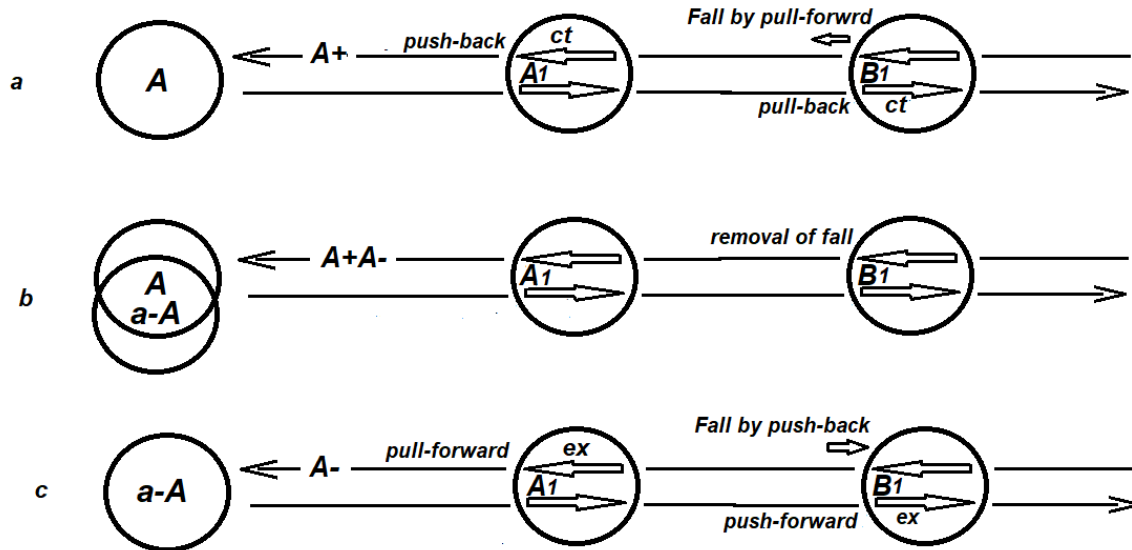 Fall by pull-forwrd
push-back ct
A A+ A1 B1
a
pull-back ct
A+A- removal of fall
A A1 B1
b a-A
Fall by push-back
pull-forward ex
A-
c a-A A1 B1
push-forward ex